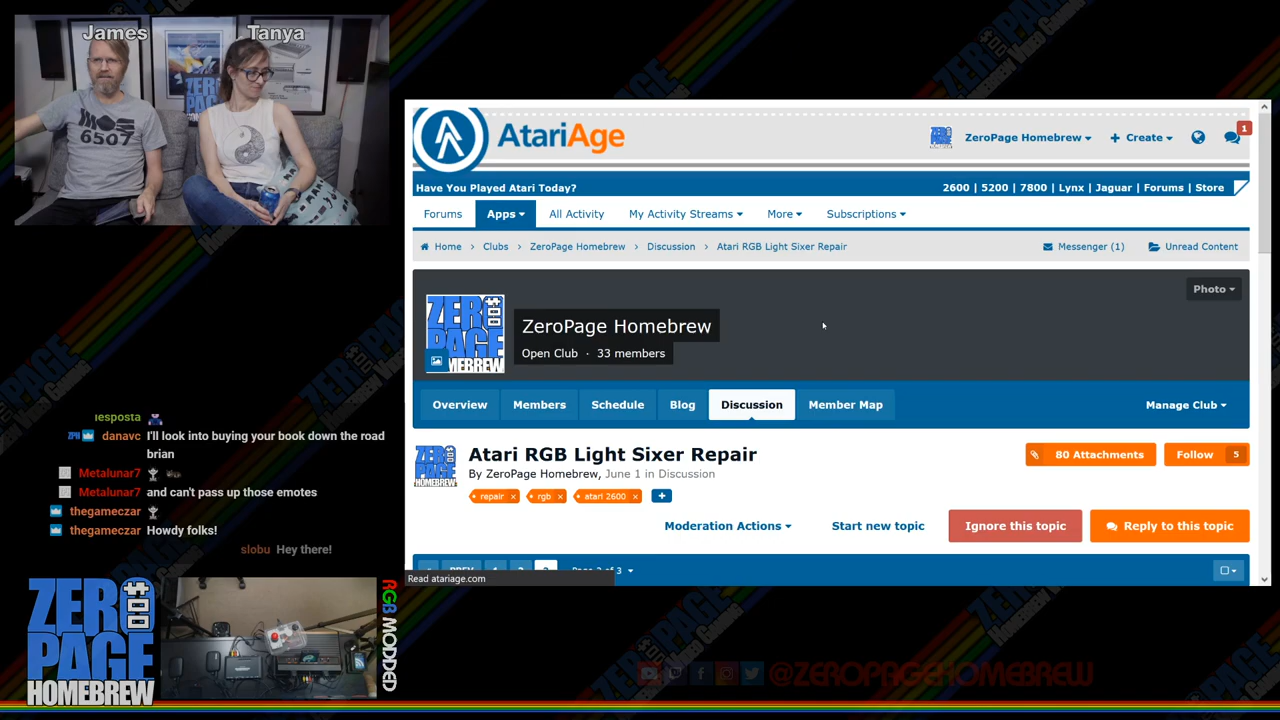 James
Tanya
6507
ZERO
PAGE
AtariAge
ZeroPage Homebrew
Create
1
Have You Played Atari Today?
2600 | 5200 | 7800 | Lynx | Jaguar | Forums | Store
Forums
Apps
All Activity
My Activity Streams
More
Subscriptions
Home > Clubs > ZeroPage Homebrew > Discussion > Atari RGB Light Sixer Repair
Messenger (1)
Unread Content
Photo
ZERO
PAGE
HOMEBREW
ZeroPage Homebrew
Open Club · 33 members
Overview
Members
Schedule
Blog
Discussion
Member Map
Manage Club
Atari RGB Light Sixer Repair
By ZeroPage Homebrew, June 1 in Discussion
80 Attachments
Follow 5
repair x
rgb x
atari 2600 x
+
Moderation Actions
Start new topic
Ignore this topic
Reply to this topic
Read atariage.com
iesposta
danavc I'll look into buying your book down the road
brian
Metalunar7
Metalunar7 and can't pass up those emotes
thegameczar
thegameczar Howdy folks!
slobu Hey there!
ZERO
PAGE
HOMEBREW
RGB MODDED
@ZEROPAGEHOMEBREW